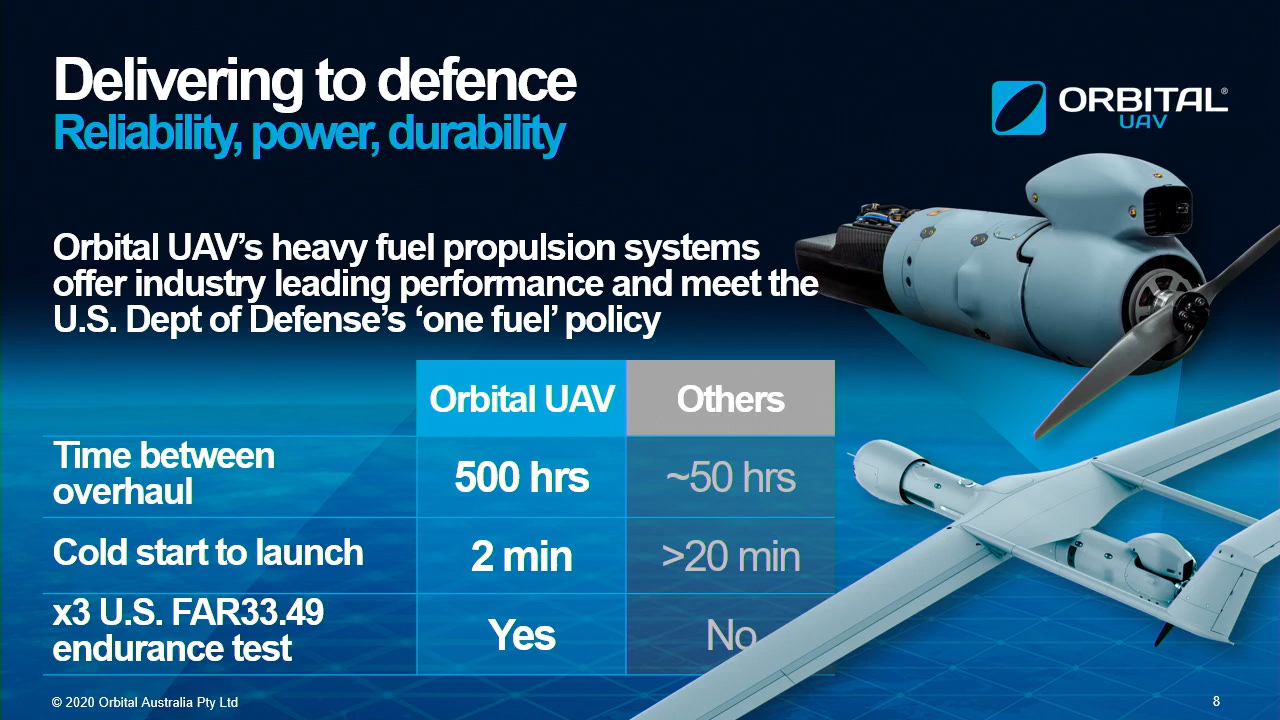 Delivering to defence
Reliability, power, durability
ORBITAL®
UAV
Orbital UAV’s heavy fuel propulsion systems
offer industry leading performance and meet the
U.S. Dept of Defense’s ‘one fuel’ policy
Orbital UAV Others
Time between
overhaul
500 hrs ~50 hrs
Cold start to launch 2 min >20 min
x3 U.S. FAR33.49
endurance test
Yes No
© 2020 Orbital Australia Pty Ltd
8